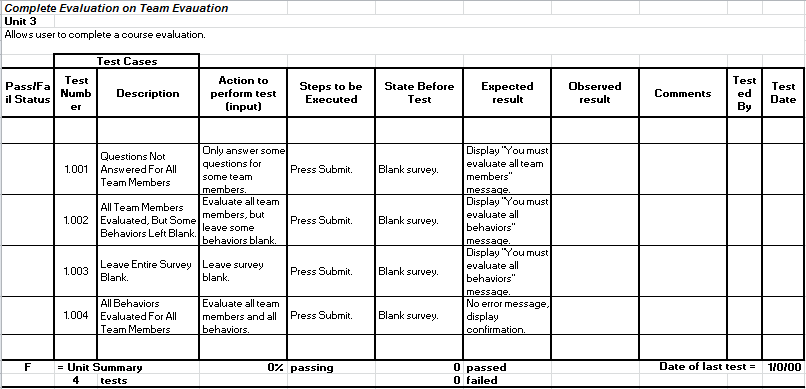 Complete Evaluation on Team Evauation
Unit 3
Allows user to complete a course evaluation.
Test Cases
Pass/Fa
il Status
Test
Numb
er
Description
Action to
perform test
(input)
Steps to be
Executed
State Before
Test
Expected
result
Observed
result
Comments
Test
ed
By
Test
Date
1.001
Questions Not
Answered For All
Team Members
Only answer some
questions for
some team
members.
Press Submit.
Blank survey.
Display "You must
evaluate all team
members"
message.
1.002
All Team Members
Evaluated, But Some
Behaviors Left Blank.
Evaluate all team
members, but
leave some
behaviors blank.
Press Submit.
Blank survey.
Display "You must
evaluate all
behaviors"
message.
1.003
Leave Entire Survey
Blank.
Leave survey
blank.
Press Submit.
Blank survey.
Display "You must
evaluate all
behaviors"
message.
1.004
All Behaviors
Evaluated For All
Team Members
Evaluate all team
members and all
behaviors.
Press Submit.
Blank survey.
No error message,
display
confirmation.
F = Unit Summary 0% passing 0 passed Date of last test = 1/0/00
4 tests 0 failed